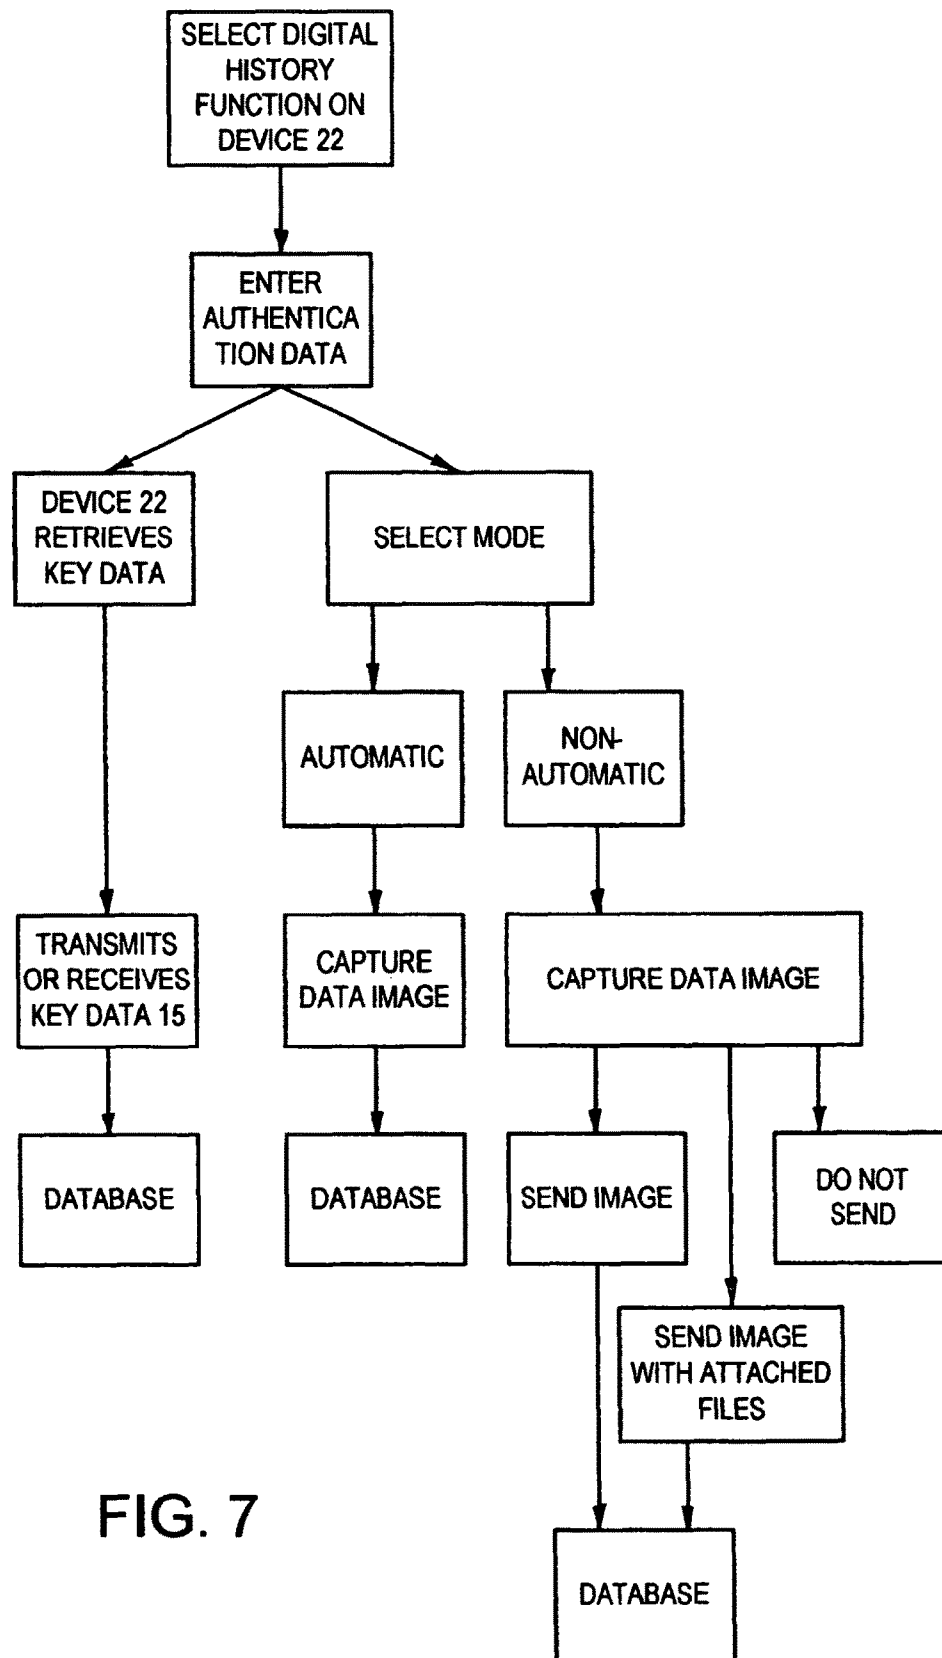 SELECT DIGITAL
HISTORY
FUNCTION ON
DEVICE 22
ENTER
AUTHENTICA
TION DATA
DEVICE 22
RETRIEVES
KEY DATA
SELECT MODE
AUTOMATIC
NON-
AUTOMATIC
TRANSMITS
OR RECEIVES
KEY DATA 15
CAPTURE
DATA IMAGE
CAPTURE DATA IMAGE
DATABASE
DATABASE
SEND IMAGE
DO NOT
SEND
SEND IMAGE
WITH ATTACHED
FILES
DATABASE
FIG. 7